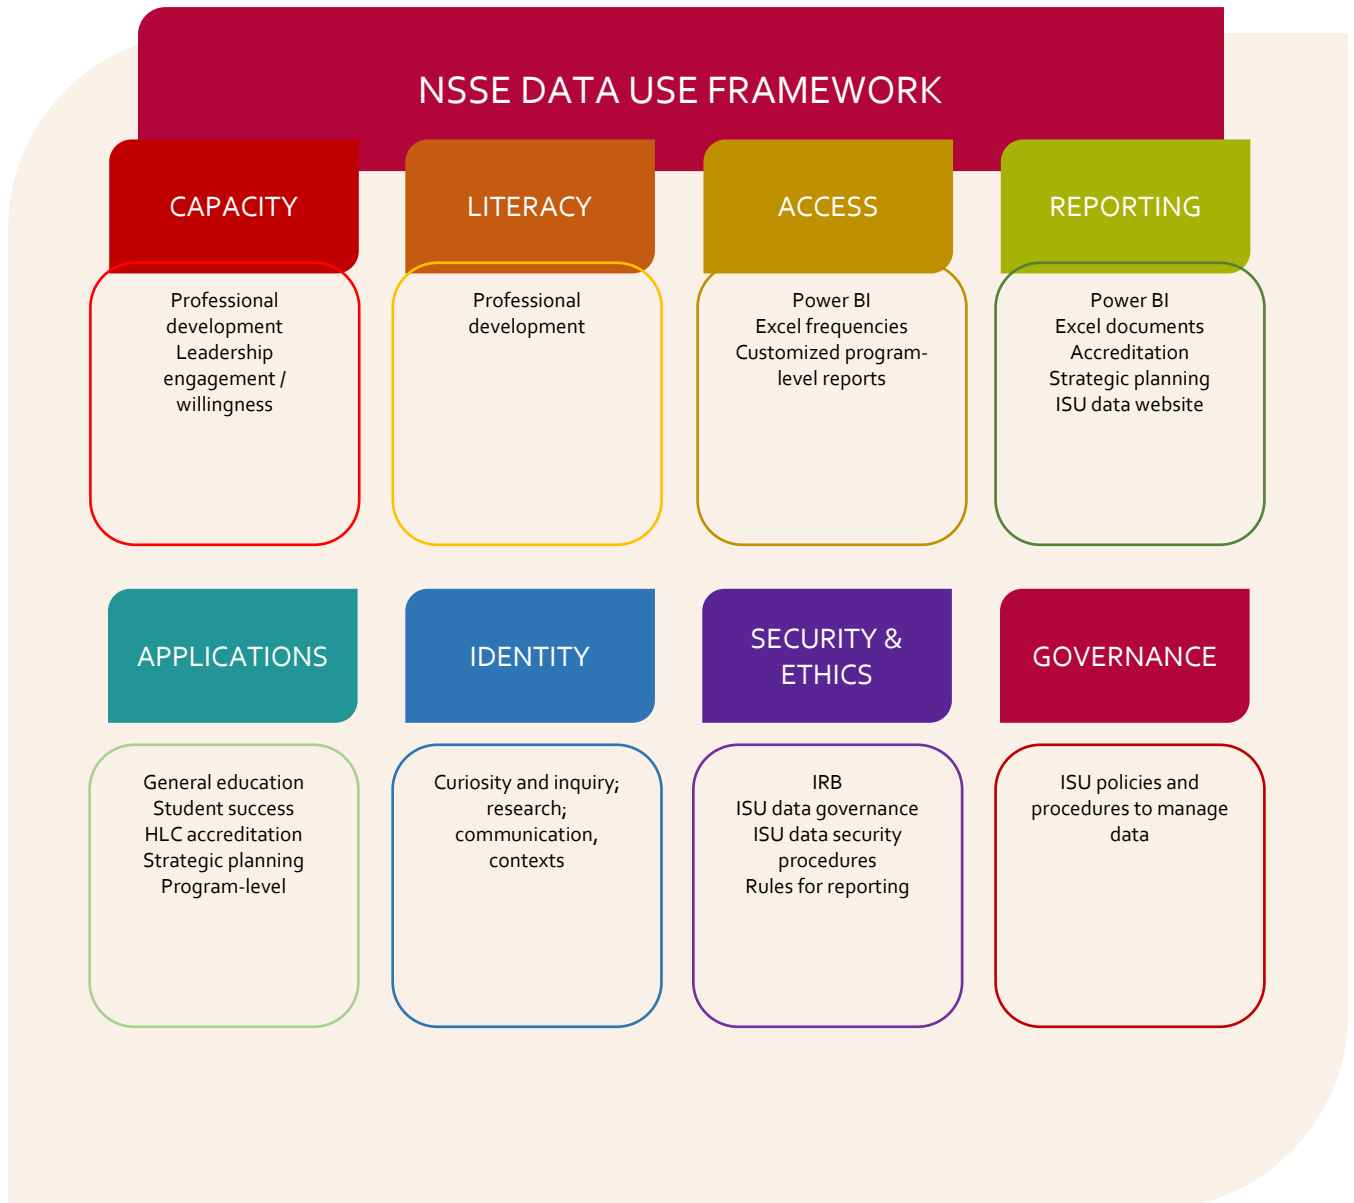 NSSE DATA USE FRAMEWORK
CAPACITY
Professional
development
Leadership
engagement /
willingness
LITERACY
Professional
development
ACCESS
Power BI
Excel frequencies
Customized program-
level reports
REPORTING
Power BI
Excel documents
Accreditation
Strategic planning
ISU data website
APPLICATIONS
General education
Student success
HLC accreditation
Strategic planning
Program-level
IDENTITY
Curiosity and inquiry;
research;
communication,
contexts
SECURITY &
ETHICS
IRB
ISU data governance
ISU data security
procedures
Rules for reporting
GOVERNANCE
ISU policies and
procedures to manage
data